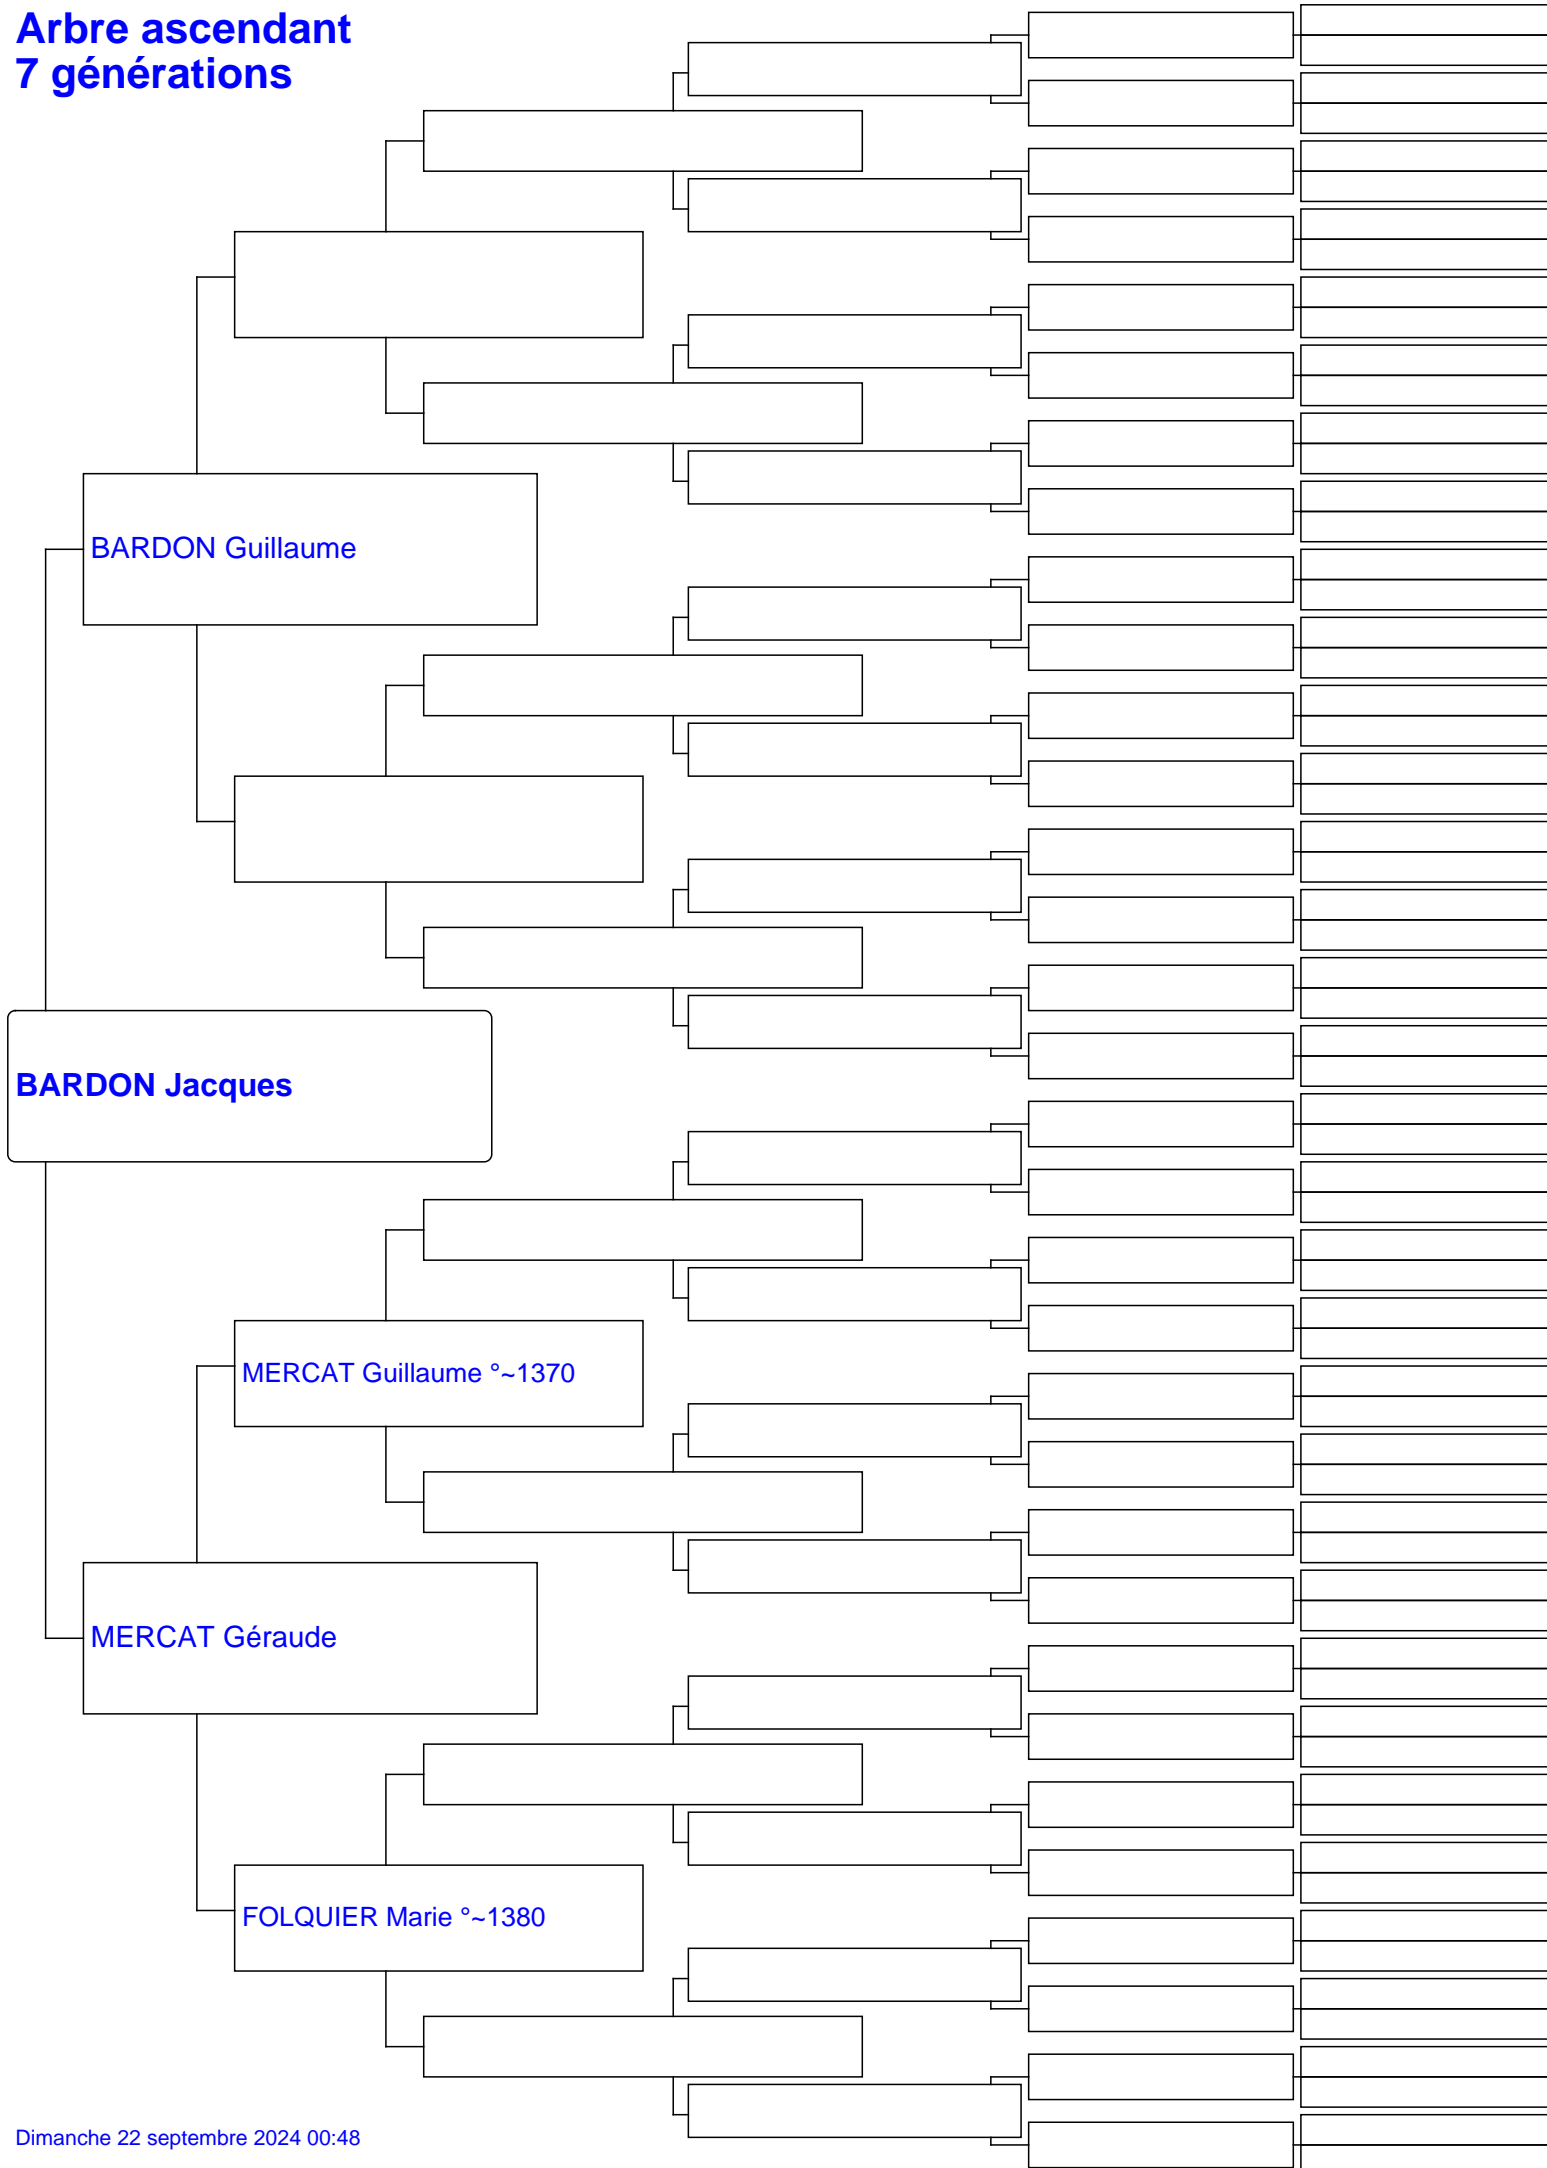 Arbre ascendant
7 générations
BARDON Guillaume
BARDON Jacques
MERCAT Guillaume °~1370
MERCAT Géraude
FOLQUIER Marie °~1380
Dimanche 22 septembre 2024 00:48